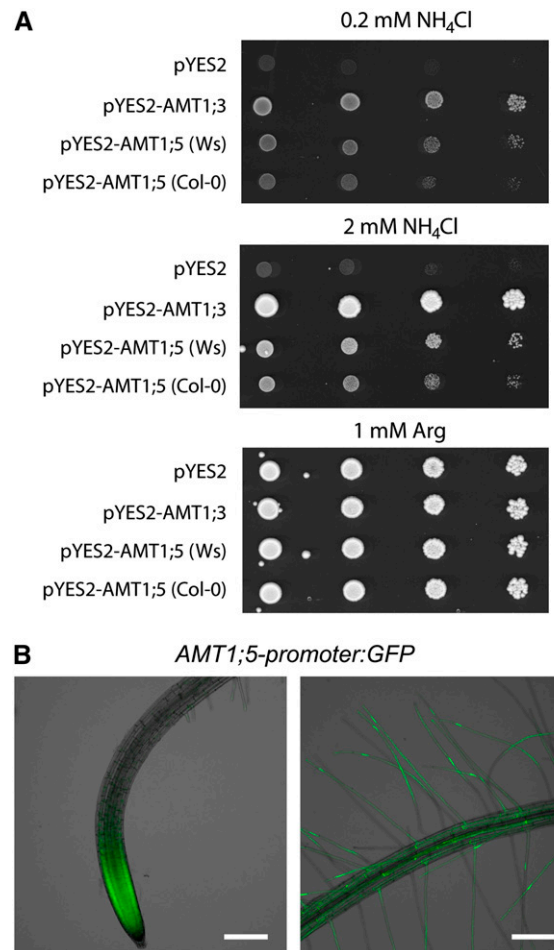 A
0.2 mM NH₄Cl
pYES2
pYES2-AMT1;3
pYES2-AMT1;5 (Ws)
pYES2-AMT1;5 (Col-0)
2 mM NH₄Cl
pYES2
pYES2-AMT1;3
pYES2-AMT1;5 (Ws)
pYES2-AMT1;5 (Col-0)
1 mM Arg
pYES2
pYES2-AMT1;3
pYES2-AMT1;5 (Ws)
pYES2-AMT1;5 (Col-0)
B
AMT1;5-promoter:GFP